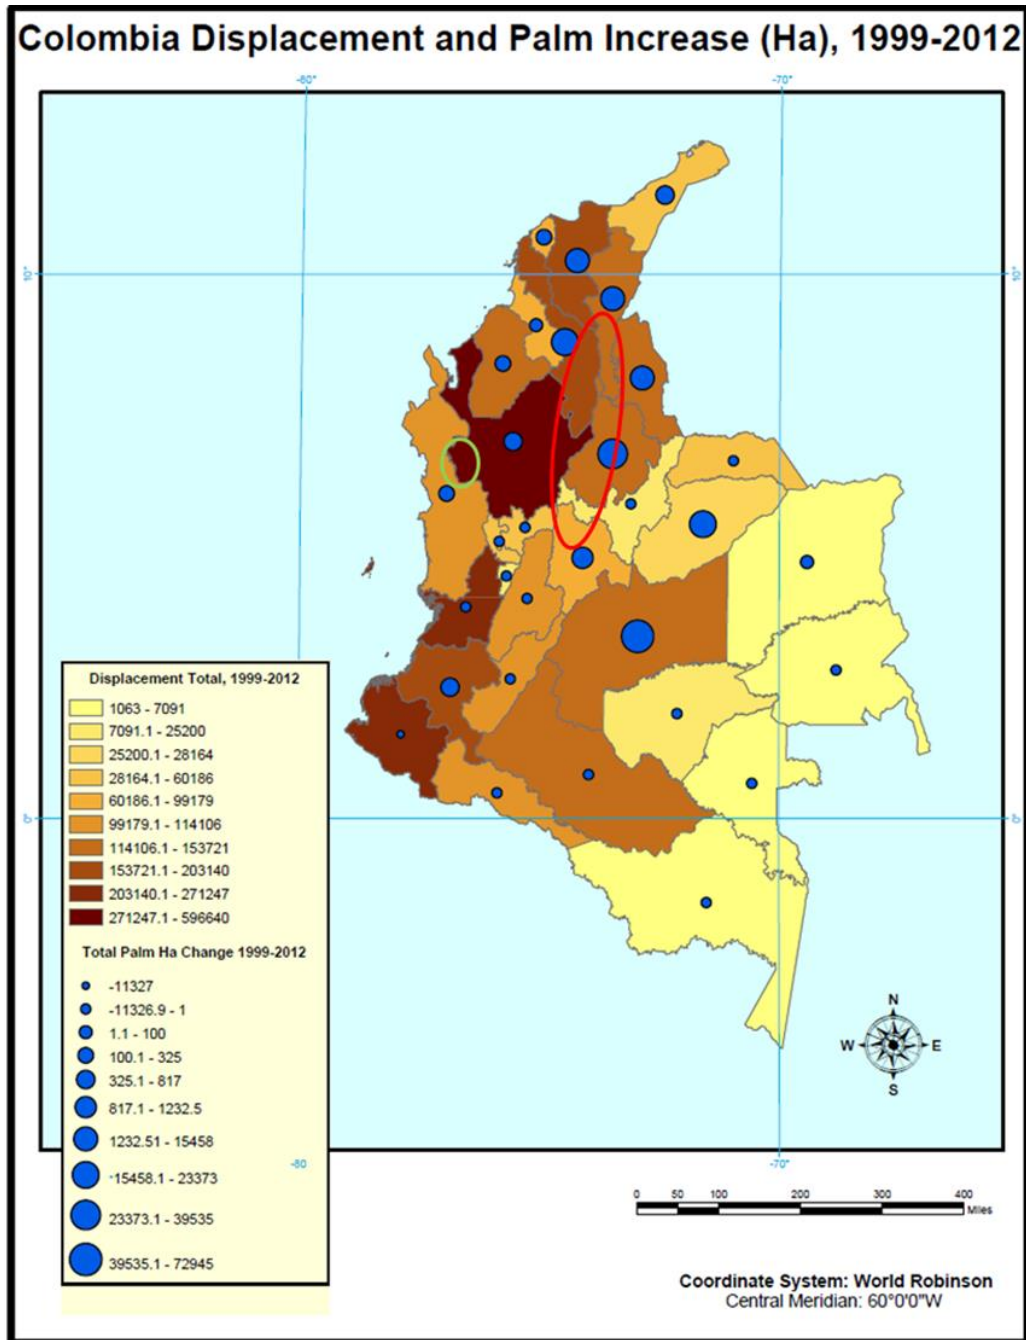 Colombia Displacement and Palm Increase (Ha), 1999-2012
-80°
-70°
10°
10°
0°
0°
Displacement Total, 1999-2012
1063 - 7091
7091.1 - 25200
25200.1 - 28164
28164.1 - 60186
60186.1 - 99179
99179.1 - 114106
114106.1 - 153721
153721.1 - 203140
203140.1 - 271247
271247.1 - 596640
Total Palm Ha Change 1999-2012
-11327
-11326.9 - 1
1.1 - 100
100.1 - 325
325.1 - 817
817.1 - 1232.5
1232.51 - 15458
15458.1 - 23373
23373.1 - 39535
39535.1 - 72945
N
W E
S
-80
-70°
0 50 100 200 300 400
Miles
Coordinate System: World Robinson
Central Meridian: 60°0'0"W